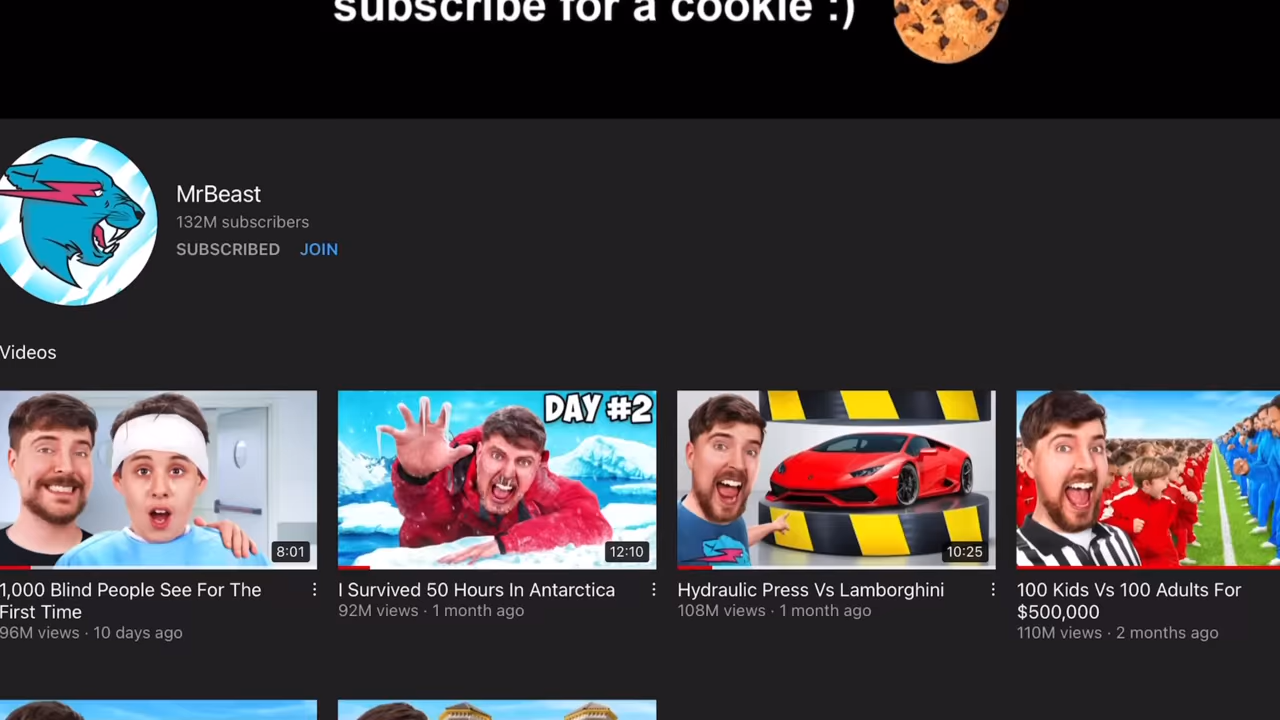 subscribe for a cookie :)
MrBeast
132M subscribers
SUBSCRIBED JOIN
Videos
DAY #2
8:01
12:10
10:25
1,000 Blind People See For The
First Time
96M views · 10 days ago
I Survived 50 Hours In Antarctica
92M views · 1 month ago
Hydraulic Press Vs Lamborghini
108M views · 1 month ago
100 Kids Vs 100 Adults For
$500,000
110M views · 2 months ago